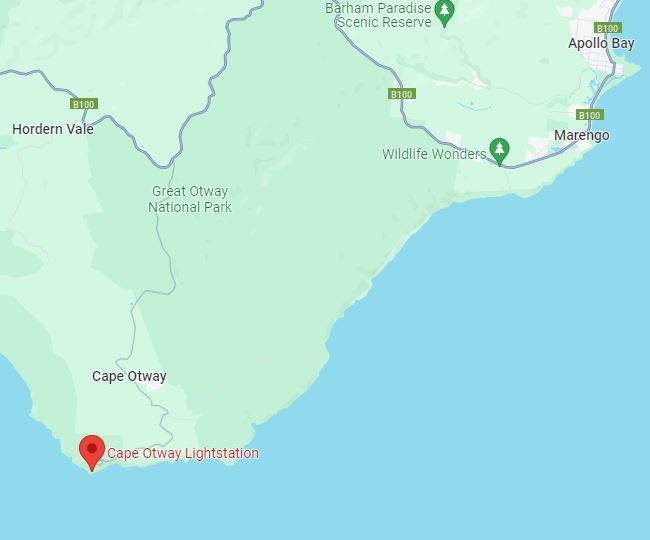 Barham Paradise
Scenic Reserve
B100
Apollo Bay
B100
B100
Hordern Vale
B100
Marengo
Wildlife Wonders
Great Otway
National Park
Cape Otway
Cape Otway Lightstation